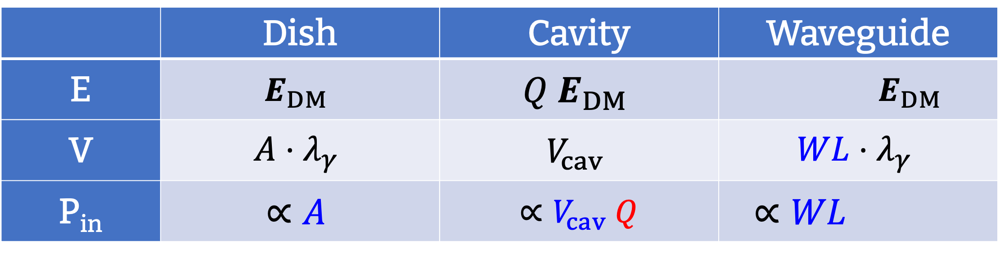 Dish Cavity Waveguide
E E_DM Q E_DM E_DM
V A · λ_γ V_cav WL · λ_γ
P_in ∝ A ∝ V_cav Q ∝ WL